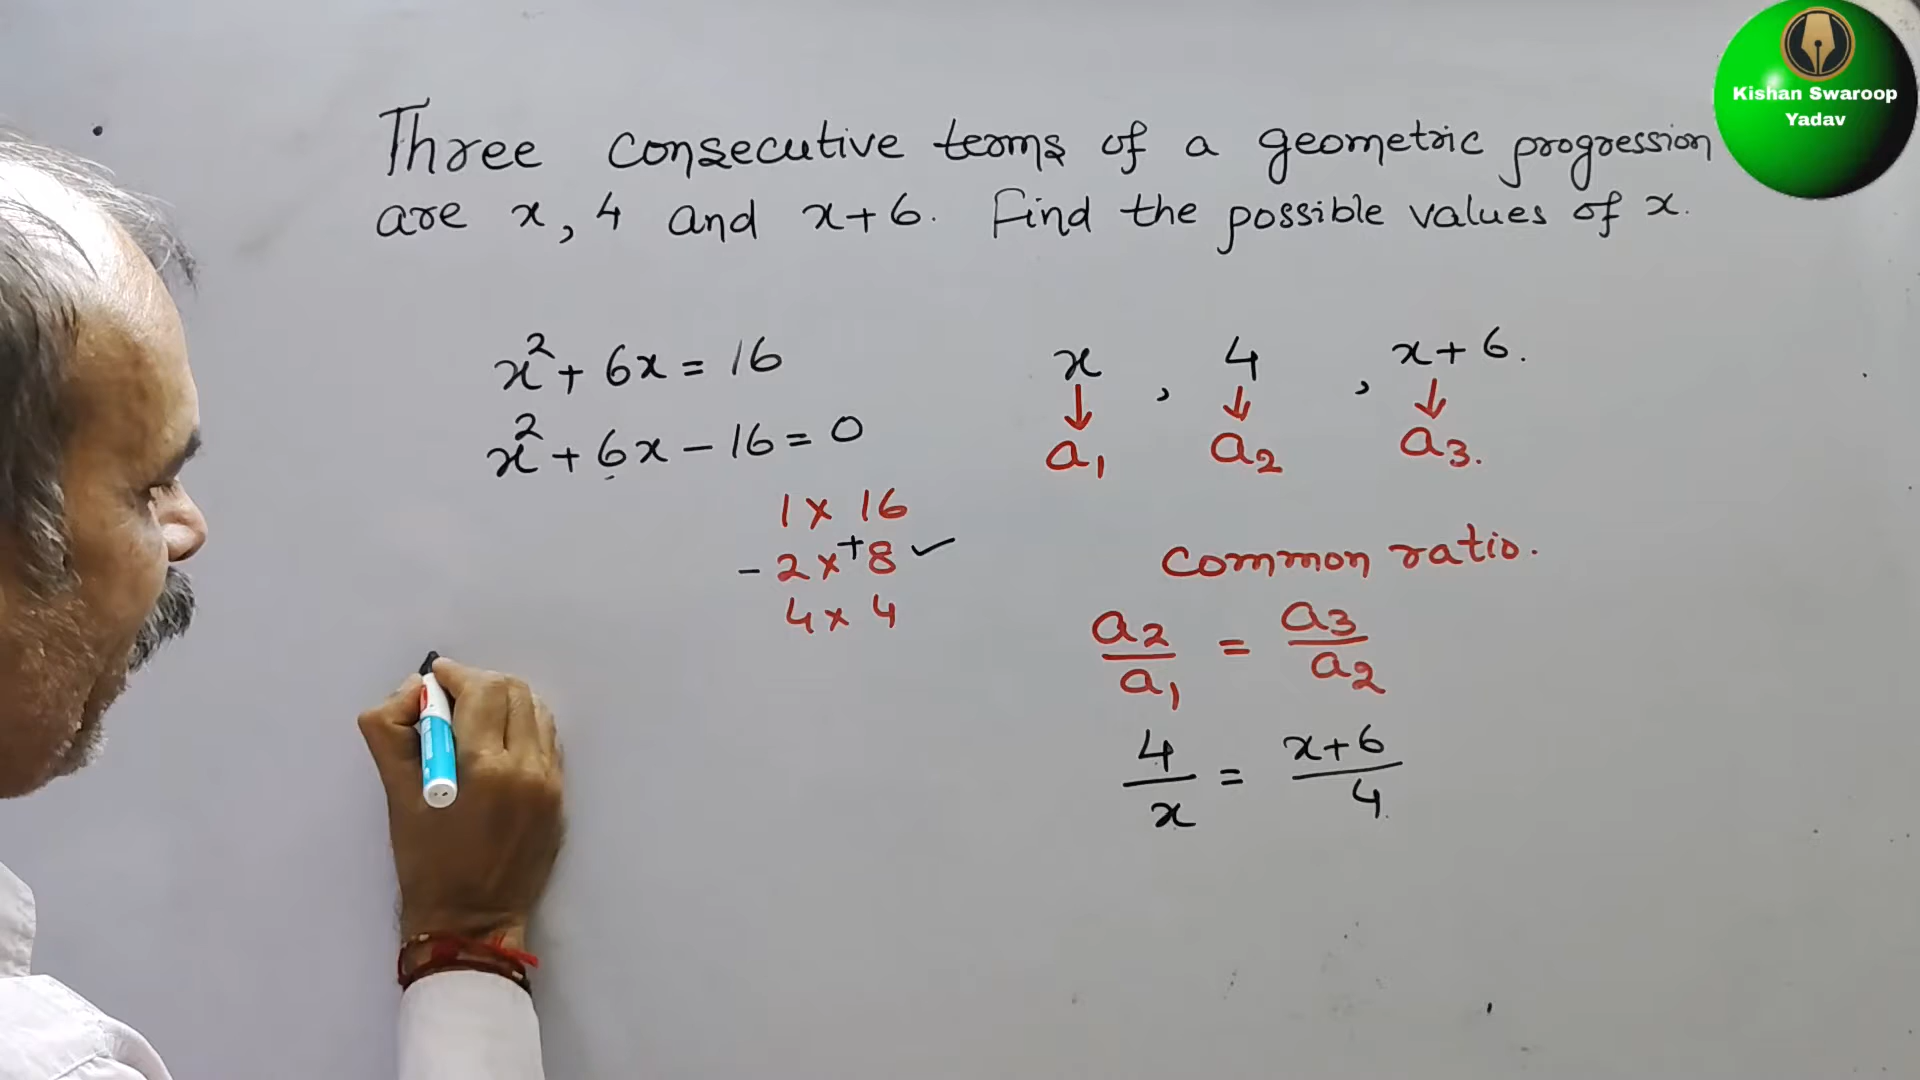 Kishan Swaroop
Yadav
Three consecutive terms of a geometric progression
are x, 4 and x+6. Find the possible values of x.
x² + 6x = 16
x² + 6x - 16 = 0
1 x 16
- 2 x + 8 ✓
4 x 4
x , 4 , x + 6.
↓ ↓ ↓
a₁ a₂ a₃.
Common ratio.
a₂/a₁ = a₃/a₂
4/x = x+6/4